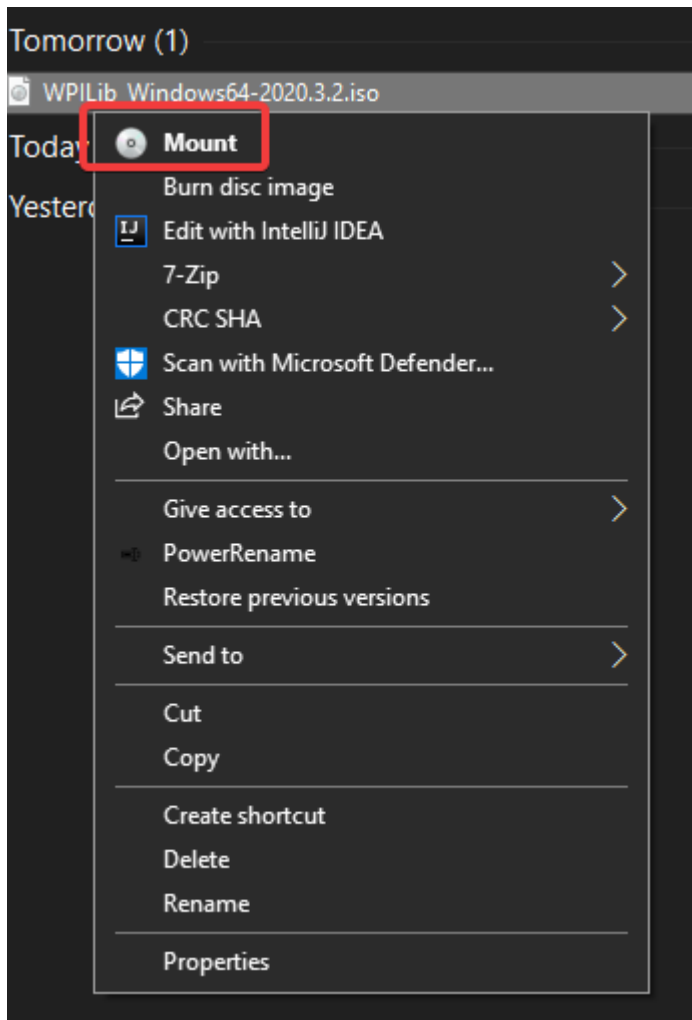 Tomorrow (1)
WPILib_Windows64-2020.3.2.iso
Today
Mount
Burn disc image
Yester
Edit with IntelliJ IDEA
7-Zip
CRC SHA
Scan with Microsoft Defender...
Share
Open with...
Give access to
PowerRename
Restore previous versions
Send to
Cut
Copy
Create shortcut
Delete
Rename
Properties